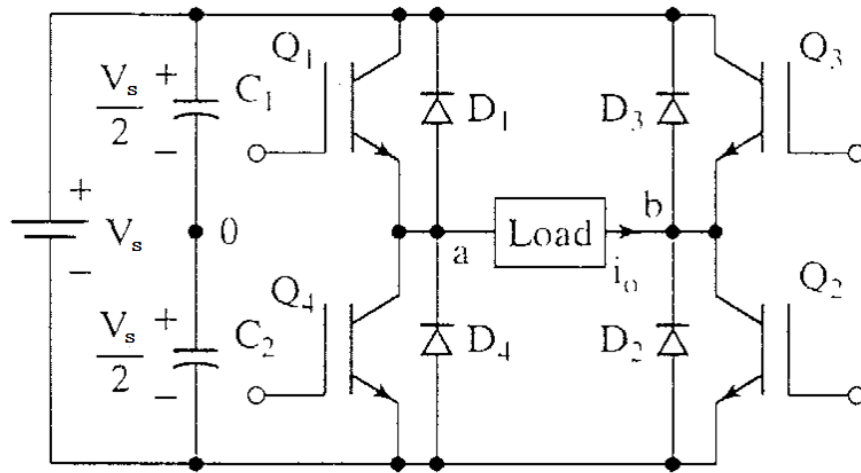 Q₁
Q₃
+
Vₛ
2
−
C₁
D₁
D₃
+
Vₛ
−
0
a
Load
b
iₒ
Q₄
Q₂
+
Vₛ
2
−
C₂
D₄
D₂